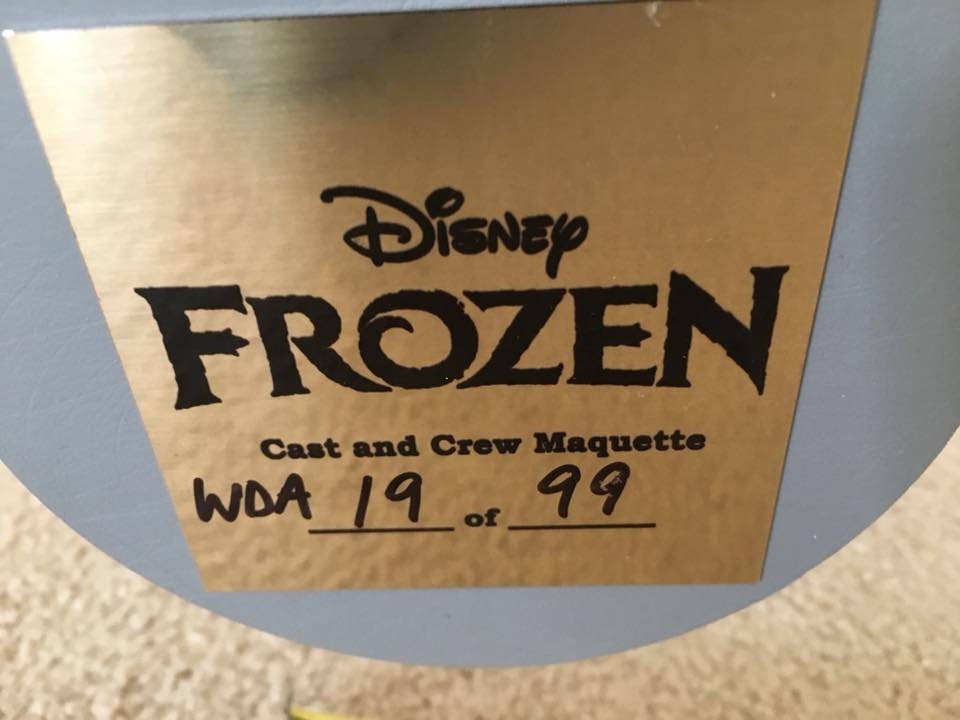 Disney
FROZEN
Cast and Crew Maquette
WDA 19 of 99